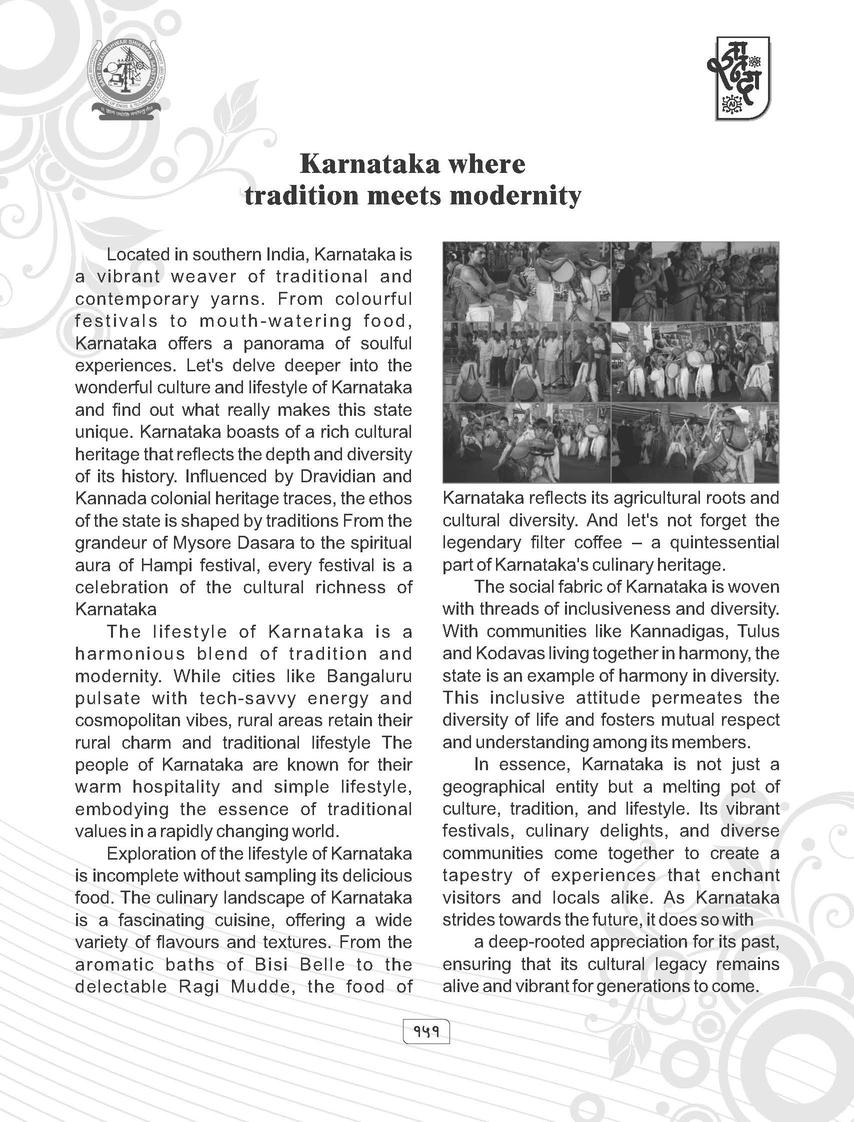 Karnataka where
tradition meets modernity
Located in southern India, Karnataka is
a vibrant weaver of traditional and
contemporary yarns. From colourful
festivals to mouth-watering food,
Karnataka offers a panorama of soulful
experiences. Let's delve deeper into the
wonderful culture and lifestyle of Karnataka
and find out what really makes this state
unique. Karnataka boasts of a rich cultural
heritage that reflects the depth and diversity
of its history. Influenced by Dravidian and
Kannada colonial heritage traces, the ethos
of the state is shaped by traditions From the
grandeur of Mysore Dasara to the spiritual
aura of Hampi festival, every festival is a
celebration of the cultural richness of
Karnataka
The lifestyle of Karnataka is a
harmonious blend of tradition and
modernity. While cities like Bangaluru
pulsate with tech-savvy energy and
cosmopolitan vibes, rural areas retain their
rural charm and traditional lifestyle The
people of Karnataka are known for their
warm hospitality and simple lifestyle,
embodying the essence of traditional
values in a rapidly changing world.
Exploration of the lifestyle of Karnataka
is incomplete without sampling its delicious
food. The culinary landscape of Karnataka
is a fascinating cuisine, offering a wide
variety of flavours and textures. From the
aromatic baths of Bisi Belle to the
delectable Ragi Mudde, the food of
Karnataka reflects its agricultural roots and
cultural diversity. And let's not forget the
legendary filter coffee – a quintessential
part of Karnataka's culinary heritage.
The social fabric of Karnataka is woven
with threads of inclusiveness and diversity.
With communities like Kannadigas, Tulus
and Kodavas living together in harmony, the
state is an example of harmony in diversity.
This inclusive attitude permeates the
diversity of life and fosters mutual respect
and understanding among its members.
In essence, Karnataka is not just a
geographical entity but a melting pot of
culture, tradition, and lifestyle. Its vibrant
festivals, culinary delights, and diverse
communities come together to create a
tapestry of experiences that enchant
visitors and locals alike. As Karnataka
strides towards the future, it does so with
a deep-rooted appreciation for its past,
ensuring that its cultural legacy remains
alive and vibrant for generations to come.
१५१